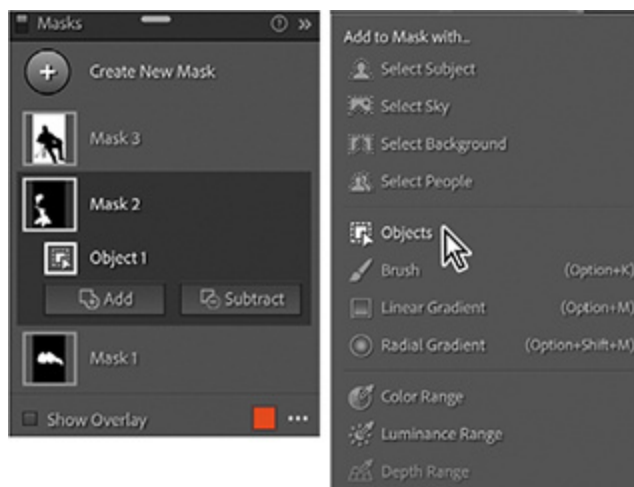 Masks
Create New Mask
Mask 3
Mask 2
Object 1
Add
Subtract
Mask 1
Show Overlay
Add to Mask with...
Select Subject
Select Sky
Select Background
Select People
Objects
Brush (Option+K)
Linear Gradient (Option+M)
Radial Gradient (Option+Shift+M)
Color Range
Luminance Range
Depth Range